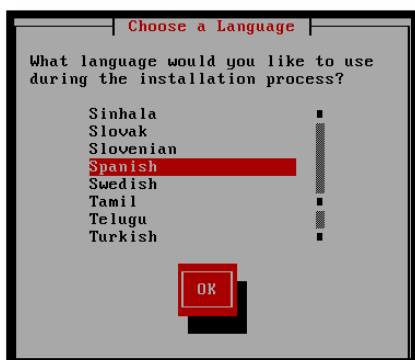 Choose a Language
What language would you like to use
during the installation process?
Sinhala
Slovak
Slovenian
Spanish
Swedish
Tamil
Telugu
Turkish
OK